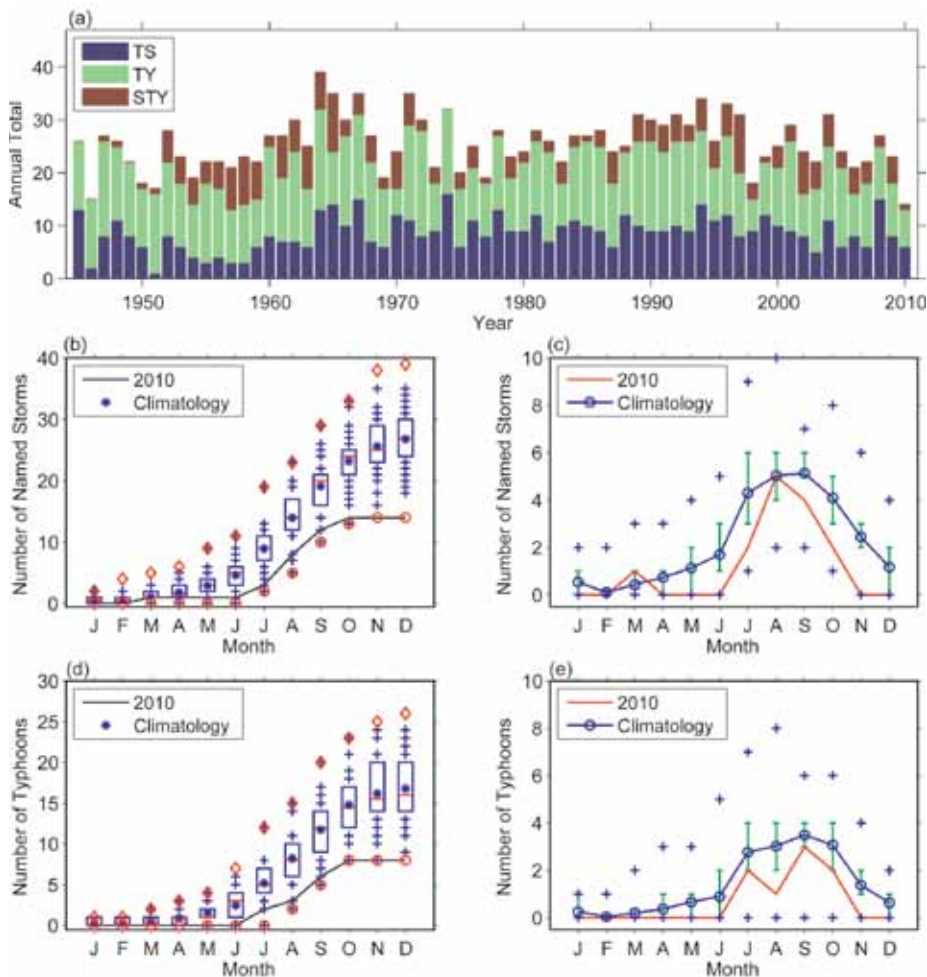 (a)
TS
TY
STY
Annual Total
40
30
20
10
0
1950 1960 1970 1980 1990 2000 2010
Year
(b)
2010
Climatology
Number of Named Storms
40
30
20
10
0
J F M A M J J A S O N D
Month
(c)
2010
Climatology
Number of Named Storms
10
8
6
4
2
0
J F M A M J J A S O N D
Month
(d)
2010
Climatology
Number of Typhoons
30
25
20
15
10
5
0
J F M A M J J A S O N D
Month
(e)
2010
Climatology
Number of Typhoons
10
8
6
4
2
0
J F M A M J J A S O N D
Month